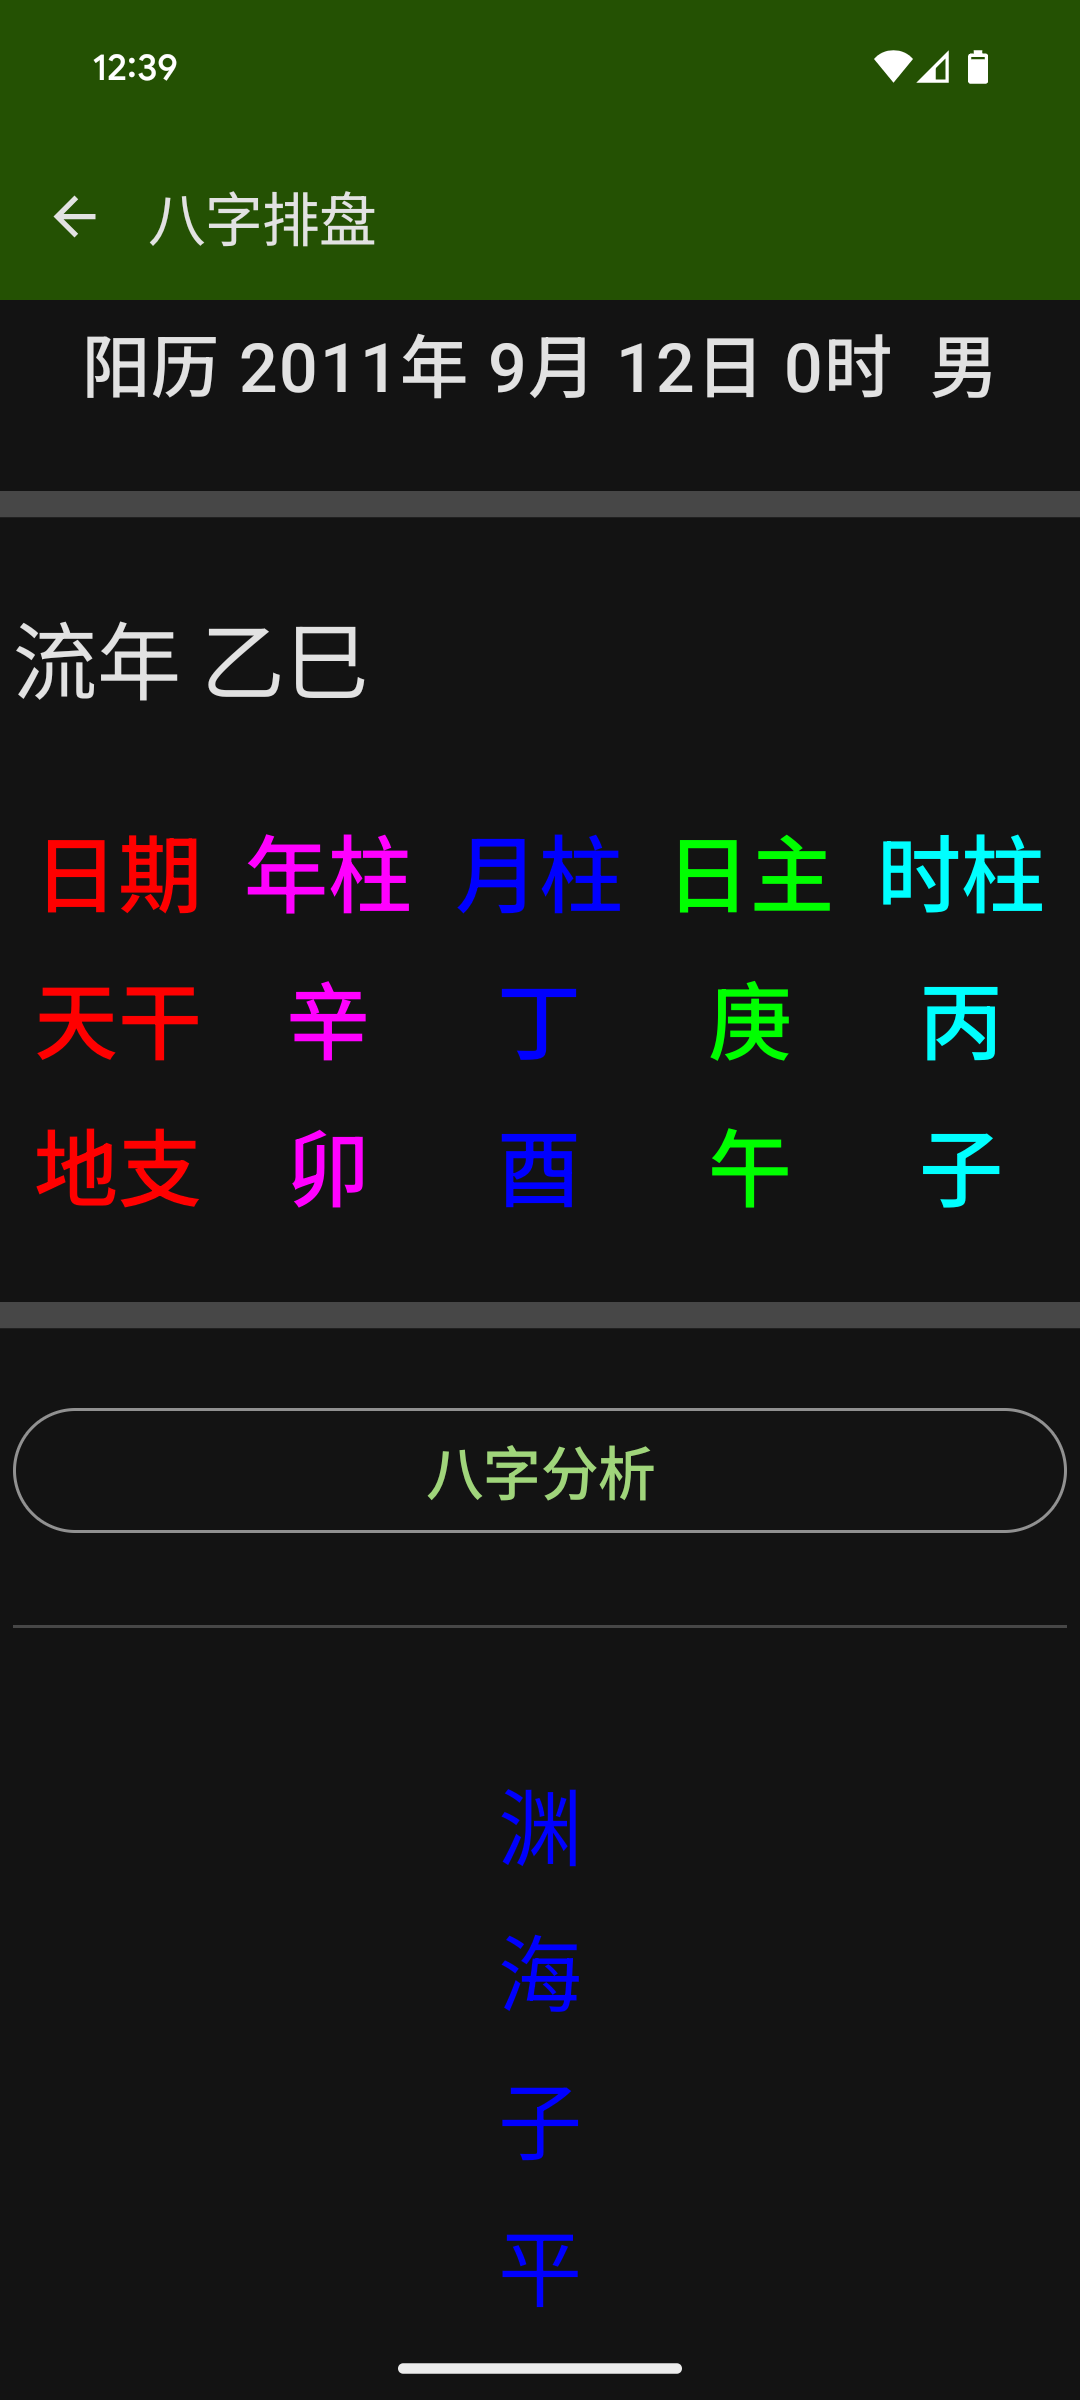 12:39
八字排盘
阳历 2011年 9月 12日 0时 男
流年 乙巳
日期 年柱 月柱 日主 时柱
天干 辛 丁 庚 丙
地支 卯 酉 午 子
八字分析
渊
海
子
平